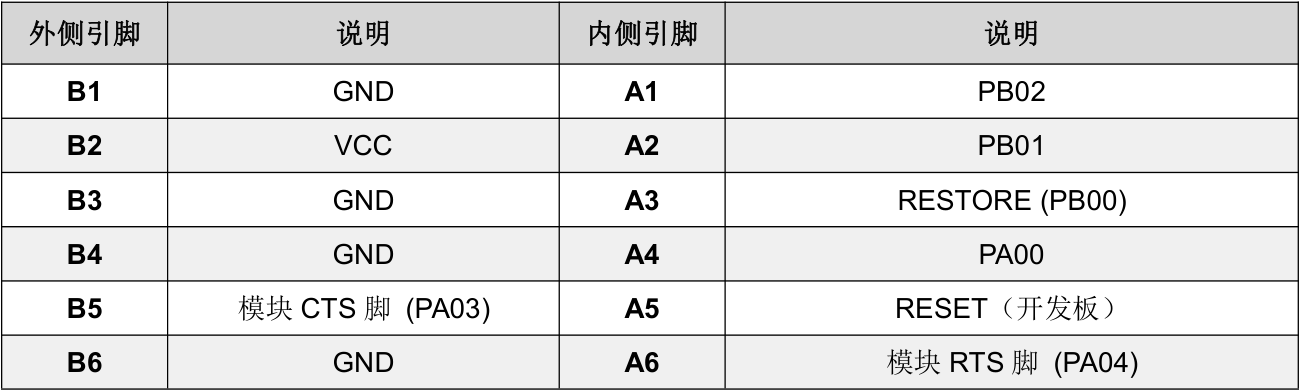 外侧引脚 说明 内侧引脚 说明
B1 GND A1 PB02
B2 VCC A2 PB01
B3 GND A3 RESTORE (PB00)
B4 GND A4 PA00
B5 模块 CTS 脚 (PA03) A5 RESET（开发板）
B6 GND A6 模块 RTS 脚 (PA04)